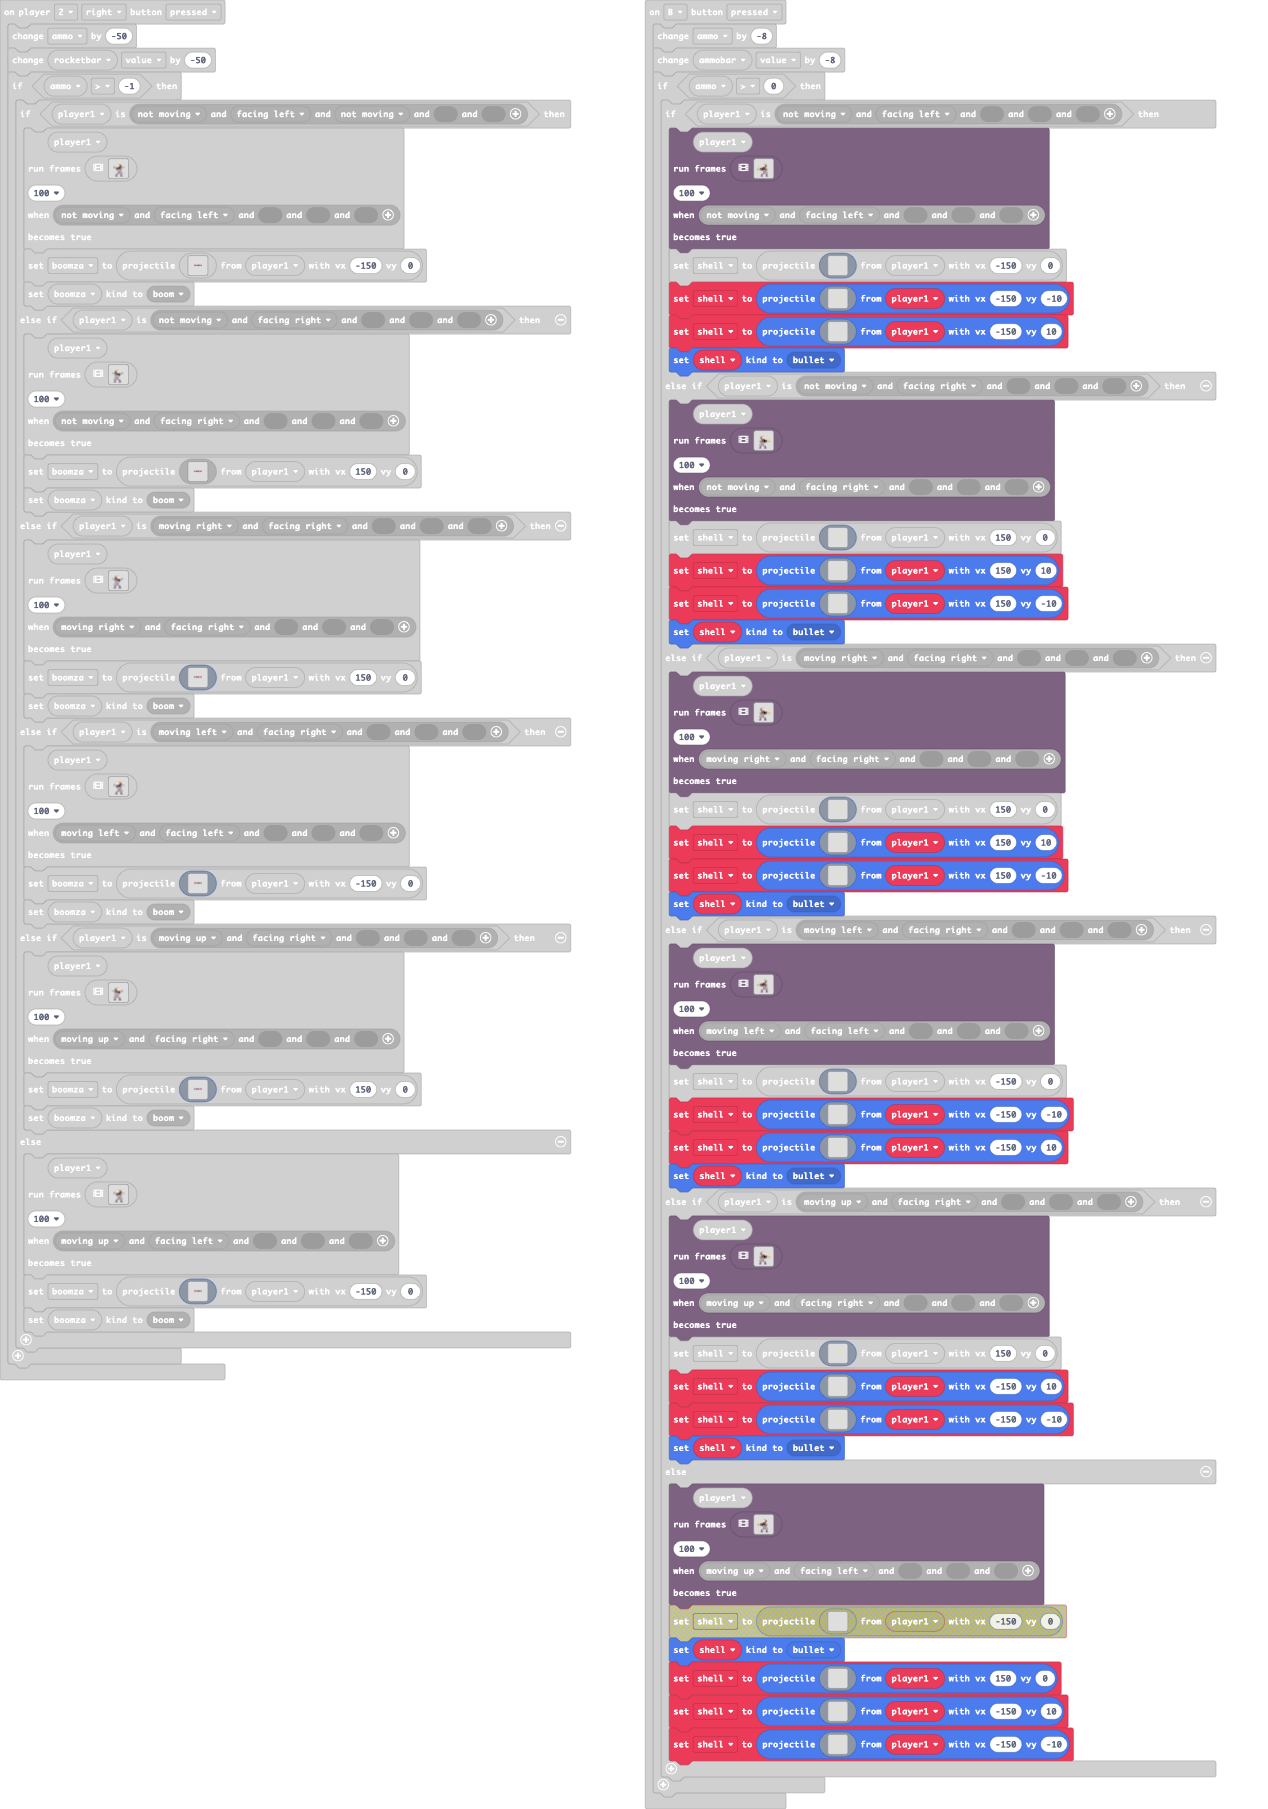 on player 2 right button pressed
change ammo by -50
change rocketbar value by -50
if ammo > -1 then
if player1 is not moving and facing left and not moving and and then
player1
run frames
100
when not moving and facing left and and and
becomes true
set boomza to projectile from player1 with vx -150 vy 0
set boomza kind to boom
else if player1 is not moving and facing right and and and then
player1
run frames
100
when not moving and facing right and and and
becomes true
set boomza to projectile from player1 with vx 150 vy 0
set boomza kind to boom
else if player1 is moving right and facing right and and and then
player1
run frames
100
when moving right and facing right and and and
becomes true
set boomza to projectile from player1 with vx 150 vy 0
set boomza kind to boom
else if player1 is moving left and facing right and and and then
player1
run frames
100
when moving left and facing left and and and
becomes true
set boomza to projectile from player1 with vx -150 vy 0
set boomza kind to boom
else if player1 is moving up and facing right and and and then
player1
run frames
100
when moving up and facing right and and and
becomes true
set boomza to projectile from player1 with vx 150 vy 0
set boomza kind to boom
else
player1
run frames
100
when moving up and facing left and and and
becomes true
set boomza to projectile from player1 with vx -150 vy 0
set boomza kind to boom
on B button pressed
change ammo by -8
change ammobar value by -8
if ammo > 0 then
if player1 is not moving and facing left and and and then
player1
run frames
100
when not moving and facing left and and and
becomes true
set shell to projectile from player1 with vx -150 vy 0
set shell to projectile from player1 with vx -150 vy -10
set shell to projectile from player1 with vx -150 vy 10
set shell kind to bullet
else if player1 is not moving and facing right and and and then
player1
run frames
100
when not moving and facing right and and and
becomes true
set shell to projectile from player1 with vx 150 vy 0
set shell to projectile from player1 with vx 150 vy 10
set shell to projectile from player1 with vx 150 vy -10
set shell kind to bullet
else if player1 is moving right and facing right and and and then
player1
run frames
100
when moving right and facing right and and and
becomes true
set shell to projectile from player1 with vx 150 vy 0
set shell to projectile from player1 with vx 150 vy 10
set shell to projectile from player1 with vx 150 vy -10
set shell kind to bullet
else if player1 is moving left and facing right and and and then
player1
run frames
100
when moving left and facing left and and and
becomes true
set shell to projectile from player1 with vx -150 vy 0
set shell to projectile from player1 with vx -150 vy -10
set shell to projectile from player1 with vx -150 vy 10
set shell kind to bullet
else if player1 is moving up and facing right and and and then
player1
run frames
100
when moving up and facing right and and and
becomes true
set shell to projectile from player1 with vx 150 vy 0
set shell to projectile from player1 with vx -150 vy 10
set shell to projectile from player1 with vx -150 vy -10
set shell kind to bullet
else
player1
run frames
100
when moving up and facing left and and and
becomes true
set shell to projectile from player1 with vx -150 vy 0
set shell kind to bullet
set shell to projectile from player1 with vx 150 vy 0
set shell to projectile from player1 with vx -150 vy 10
set shell to projectile from player1 with vx -150 vy -10